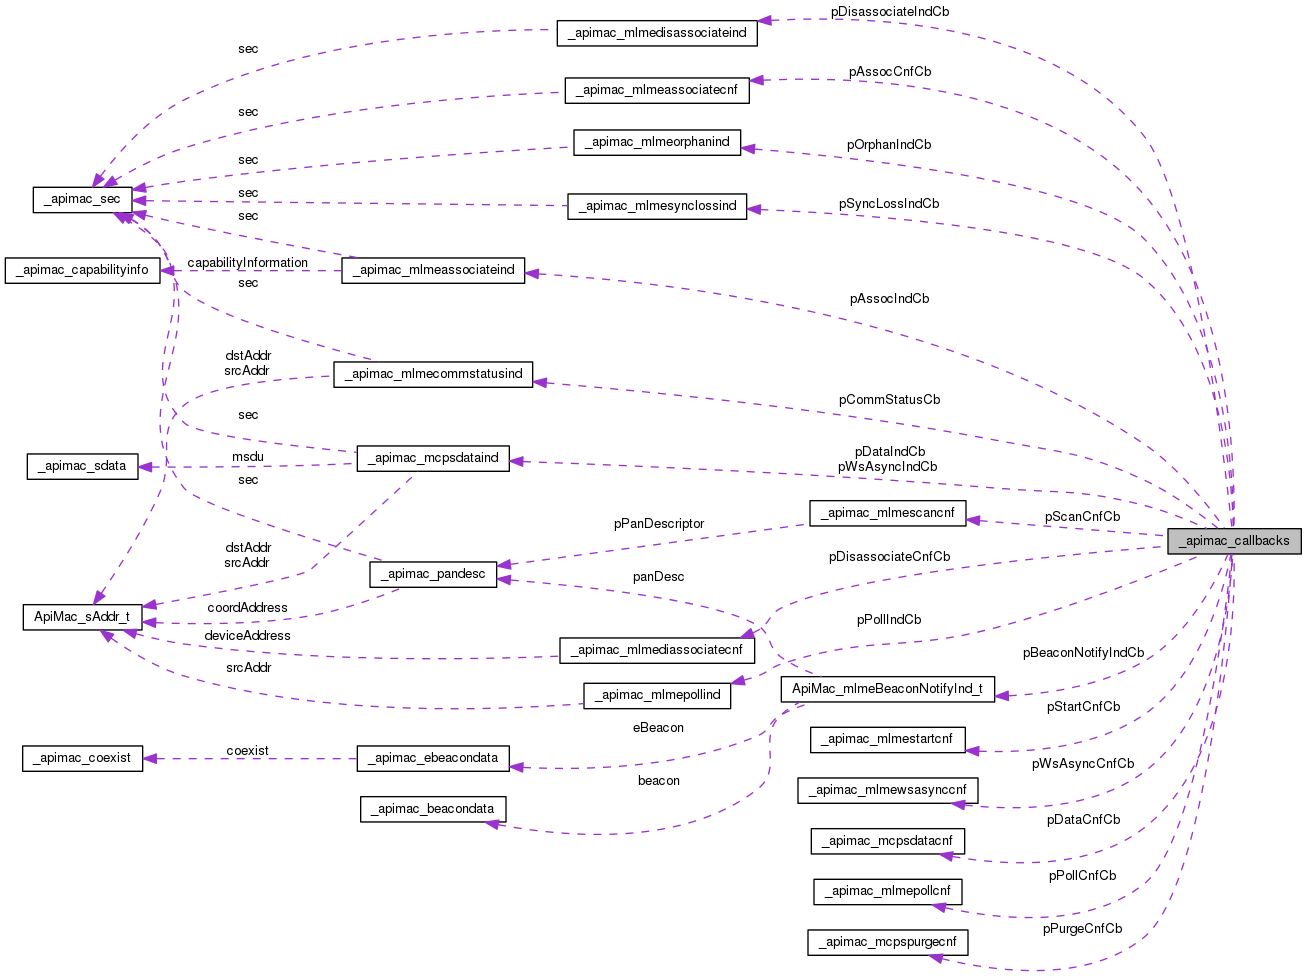 pDisassociateIndCb
_apimac_mlmedisassociateind
sec
pAssocCnfCb
_apimac_mlmeassociatecnf
sec
pOrphanIndCb
_apimac_mlmeorphanind
sec
_apimac_sec
sec
_apimac_mlmesynclossind
pSyncLossIndCb
sec
_apimac_capabilityinfo
capabilityInformation
_apimac_mlmeassociateind
sec
pAssocIndCb
dstAddr
srcAddr
_apimac_mlmecommstatusind
pCommStatusCb
sec
_apimac_sdata
msdu
_apimac_mcpsdataind
pDataIndCb
pWsAsyncIndCb
sec
pPanDescriptor
_apimac_mlmescancnf
pScanCnfCb
_apimac_callbacks
dstAddr
srcAddr
_apimac_pandesc
panDesc
pDisassociateCnfCb
ApiMac_sAddr_t
coordAddress
pPollIndCb
deviceAddress
_apimac_mlmediassociatecnf
pBeaconNotifyIndCb
srcAddr
_apimac_mlmepollind
ApiMac_mlmeBeaconNotifyInd_t
pStartCnfCb
eBeacon
_apimac_mlmestartcnf
_apimac_coexist
coexist
_apimac_ebeacondata
pWsAsyncCnfCb
beacon
_apimac_mlmewsasynccnf
_apimac_beacondata
pDataCnfCb
_apimac_mcpsdatacnf
pPollCnfCb
_apimac_mlmepollcnf
pPurgeCnfCb
_apimac_mcpspurgecnf